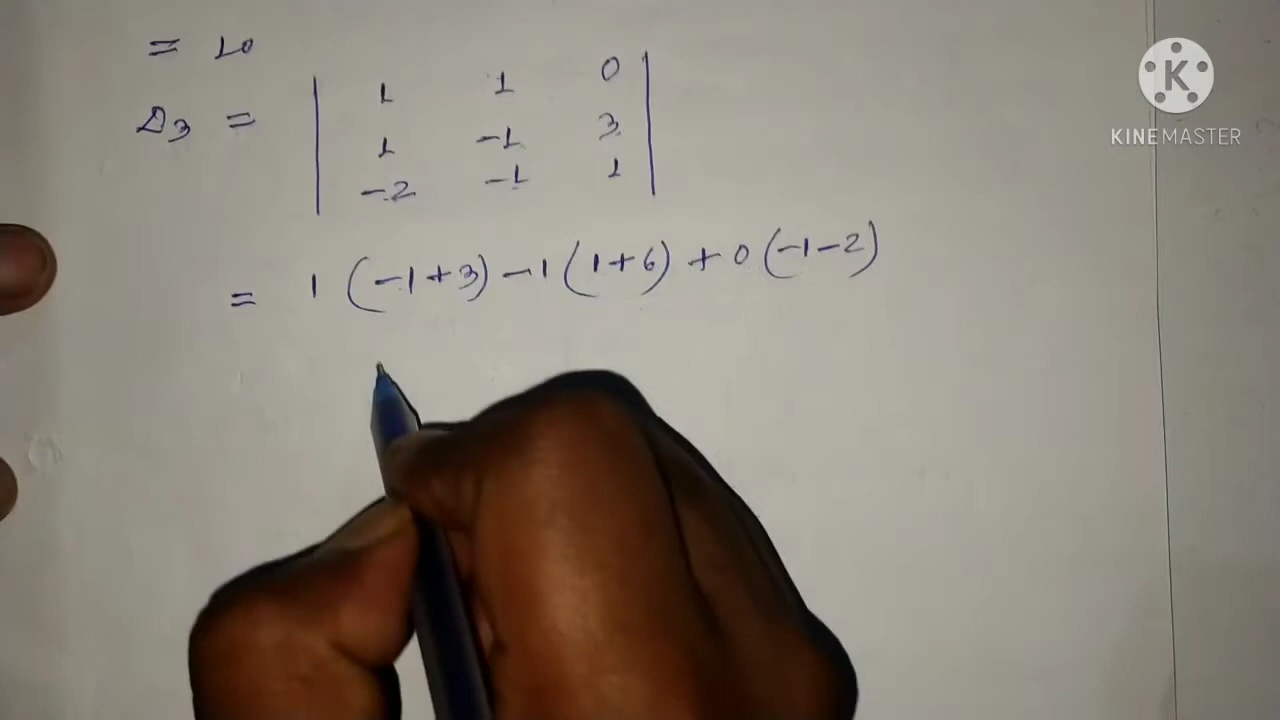 = 10
D3 = | 1 1 0 |
| 1 -1 3 |
| -2 -1 1 |
= 1 (-1+3) -1 (1+6) + 0 (-1-2)
K
KINEMASTER